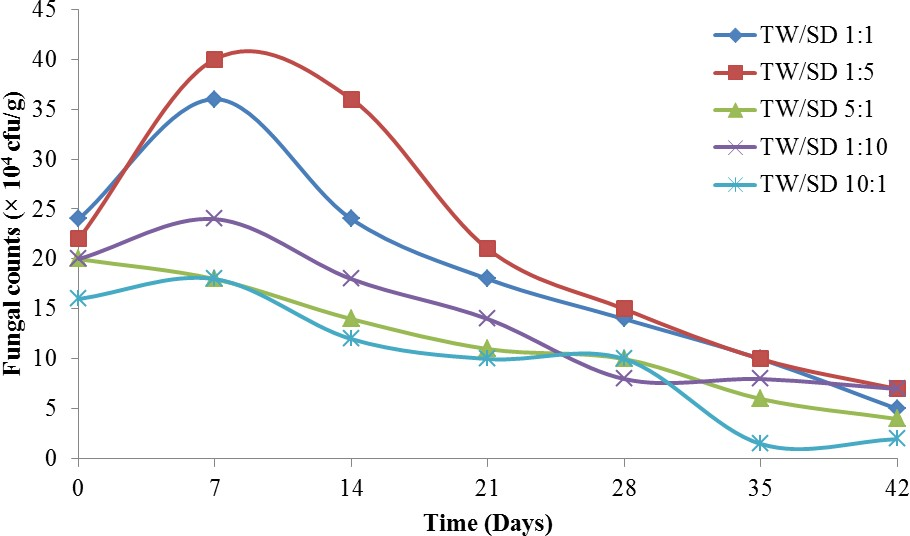 45
40
35
30
25
20
15
10
5
0
Fungal counts (× 10⁴ cfu/g)
TW/SD 1:1
TW/SD 1:5
TW/SD 5:1
TW/SD 1:10
TW/SD 10:1
0 7 14 21 28 35 42
Time (Days)